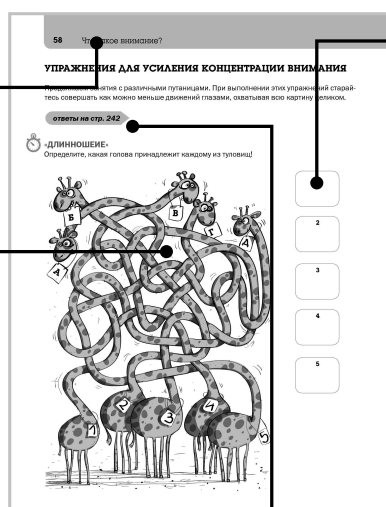 58
Что такое внимание?
УПРАЖНЕНИЯ ДЛЯ УСИЛЕНИЯ КОНЦЕНТРАЦИИ ВНИМАНИЯ
занятия с различными путаницами. При выполнении этих упражнений старай-
тесь совершать как можно меньше движений глазами, охватывая всю картину целиком.
ответы на стр. 242
«ДЛИННОШЕИЕ»
Определите, какая голова принадлежит каждому из туловищ!
Б
В
Г
Д
А
2
3
4
5
1
2
3
4
5